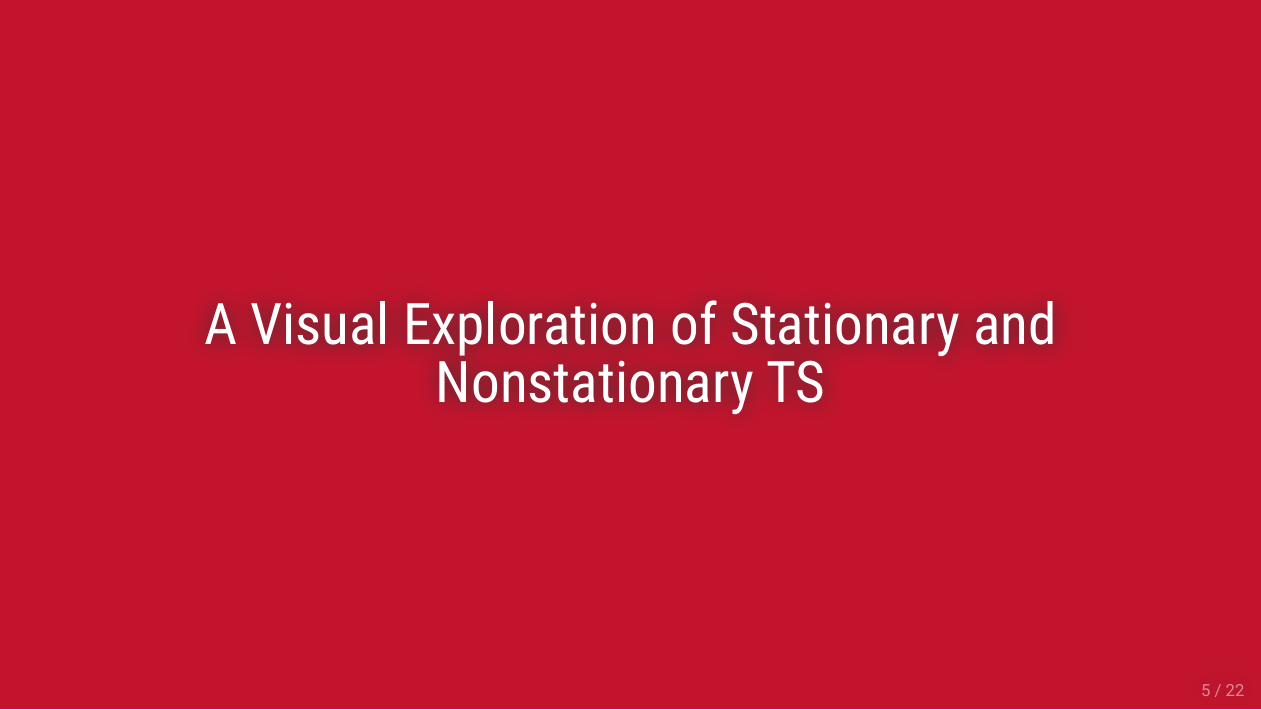 A Visual Exploration of Stationary and
Nonstationary TS
5 / 22